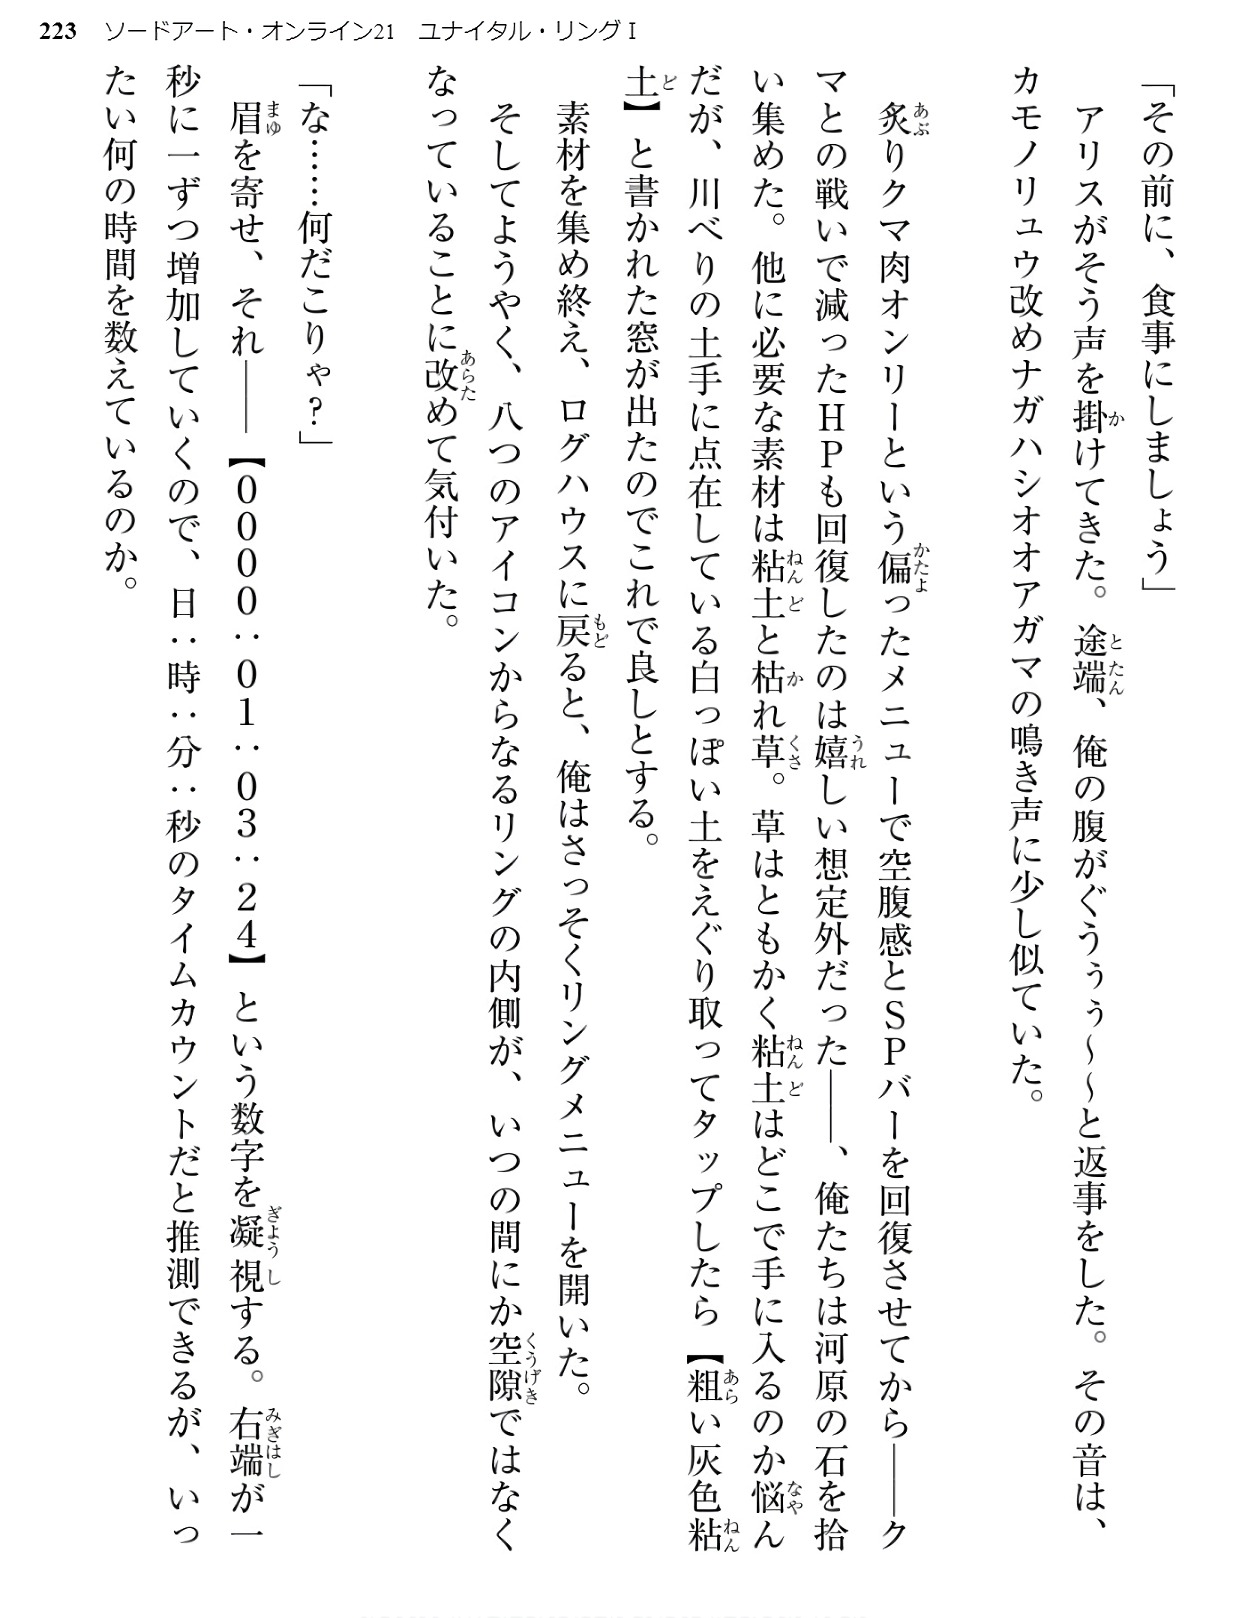 223 ソードアート・オンライン21 ユナイタル・リングⅠ
「その前に、食事にしましょう」
　アリスがそう声を掛けてきた。途端、俺の腹がぐうぅぅ～～と返事をした。その音は、
カモノリュウ改めナガハシオオアガマの鳴き声に少し似ていた。
　炙りクマ肉オンリーという偏ったメニューで空腹感とＳＰバーを回復させてから――ク
マとの戦いで減ったＨＰも回復したのは嬉しい想定外だった――、俺たちは河原の石を拾
い集めた。他に必要な素材は粘土と枯れ草。草はともかく粘土はどこで手に入るのか悩ん
だが、川べりの土手に点在している白っぽい土をえぐり取ってタップしたら【粗い灰色粘
土】と書かれた窓が出たのでこれで良しとする。
　素材を集め終え、ログハウスに戻ると、俺はさっそくリングメニューを開いた。
　そしてようやく、八つのアイコンからなるリングの内側が、いつの間にか空隙ではなく
なっていることに改めて気付いた。
「な……何だこりゃ？」
　眉を寄せ、それ――【００００：０１：０３：２４】という数字を凝視する。右端が一
秒に一ずつ増加していくので、日：時：分：秒のタイムカウントだと推測できるが、いっ
たい何の時間を数えているのか。